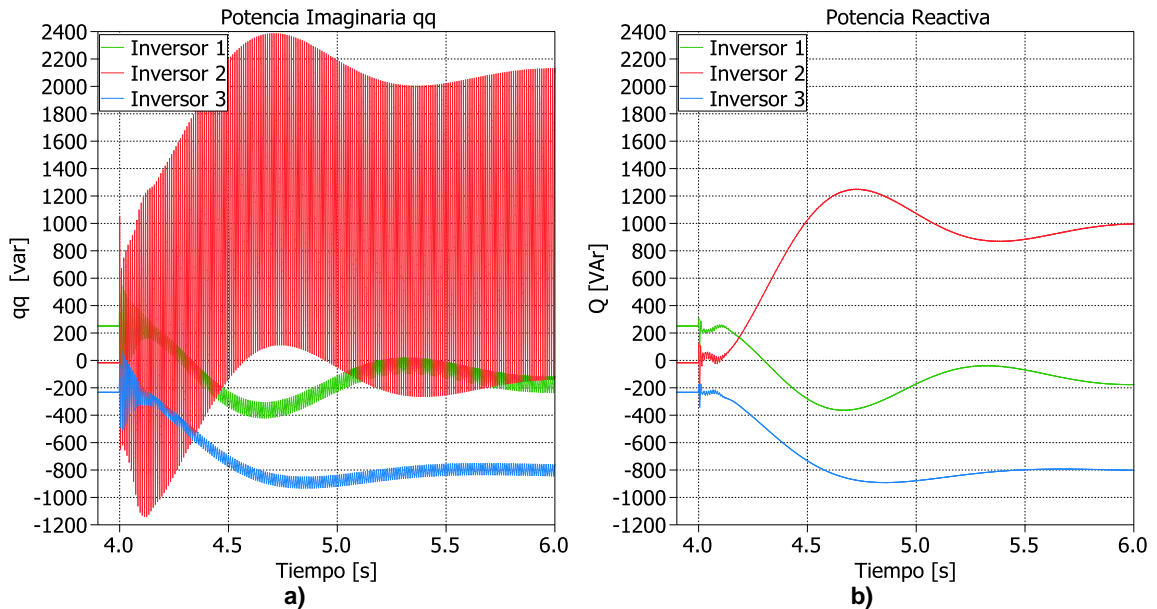 Potencia Imaginaria qq
Inversor 1
Inversor 2
Inversor 3
2400
2200
2000
1800
1600
1400
1200
1000
800
600
400
200
0
-200
-400
-600
-800
-1000
-1200
qq [var]
4.0 4.5 5.0 5.5 6.0
Tiempo [s]
a)
Potencia Reactiva
Inversor 1
Inversor 2
Inversor 3
2400
2200
2000
1800
1600
1400
1200
1000
800
600
400
200
0
-200
-400
-600
-800
-1000
-1200
Q [VAr]
4.0 4.5 5.0 5.5 6.0
Tiempo [s]
b)